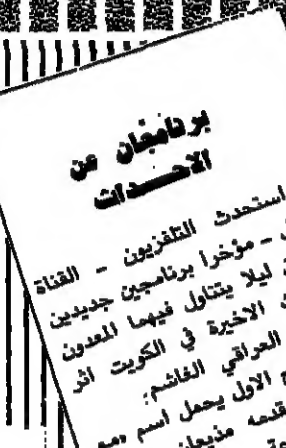 برنامجان عن
الاحــداث
استحدث التلفزيون - القناة
- مؤخرا برنامجين جديدين
ليلا يتناول فيهما المعدون
الاخيرة في الكويت اثر
العراقي الغاشم.
الاول يحمل اسم